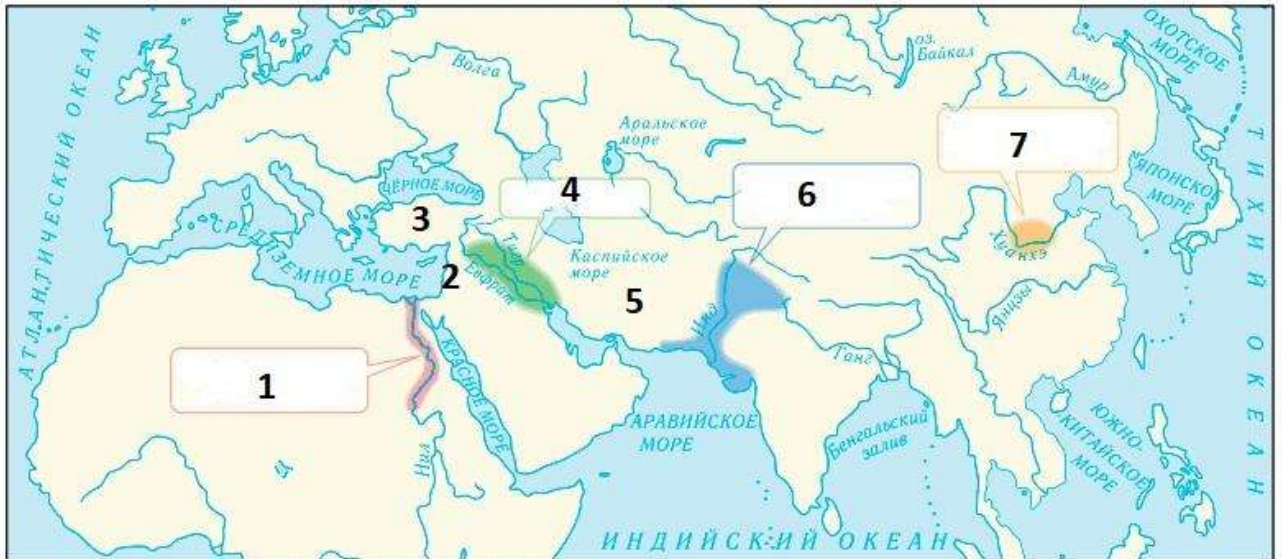 АТЛАНТИЧЕСКИЙ ОКЕАН
Волга
оз.
Байкал
Амур
ОХОТСКОЕ
МОРЕ
Аральское
море
7
ЯПОНСКОЕ
МОРЕ
ТИХИЙ ОКЕАН
ЧЁРНОЕ МОРЕ
4
6
3
СРЕДИЗЕМНОЕ МОРЕ
2
Тигр
Евфрат
Каспийское
море
5
Инд
Хуанхэ
Янцзы
Ганг
1
КРАСНОЕ МОРЕ
Нил
АРАВИЙСКОЕ
МОРЕ
Бенгальский
залив
ЮЖНО-
КИТАЙСКОЕ
МОРЕ
ИНДИЙСКИЙ ОКЕАН